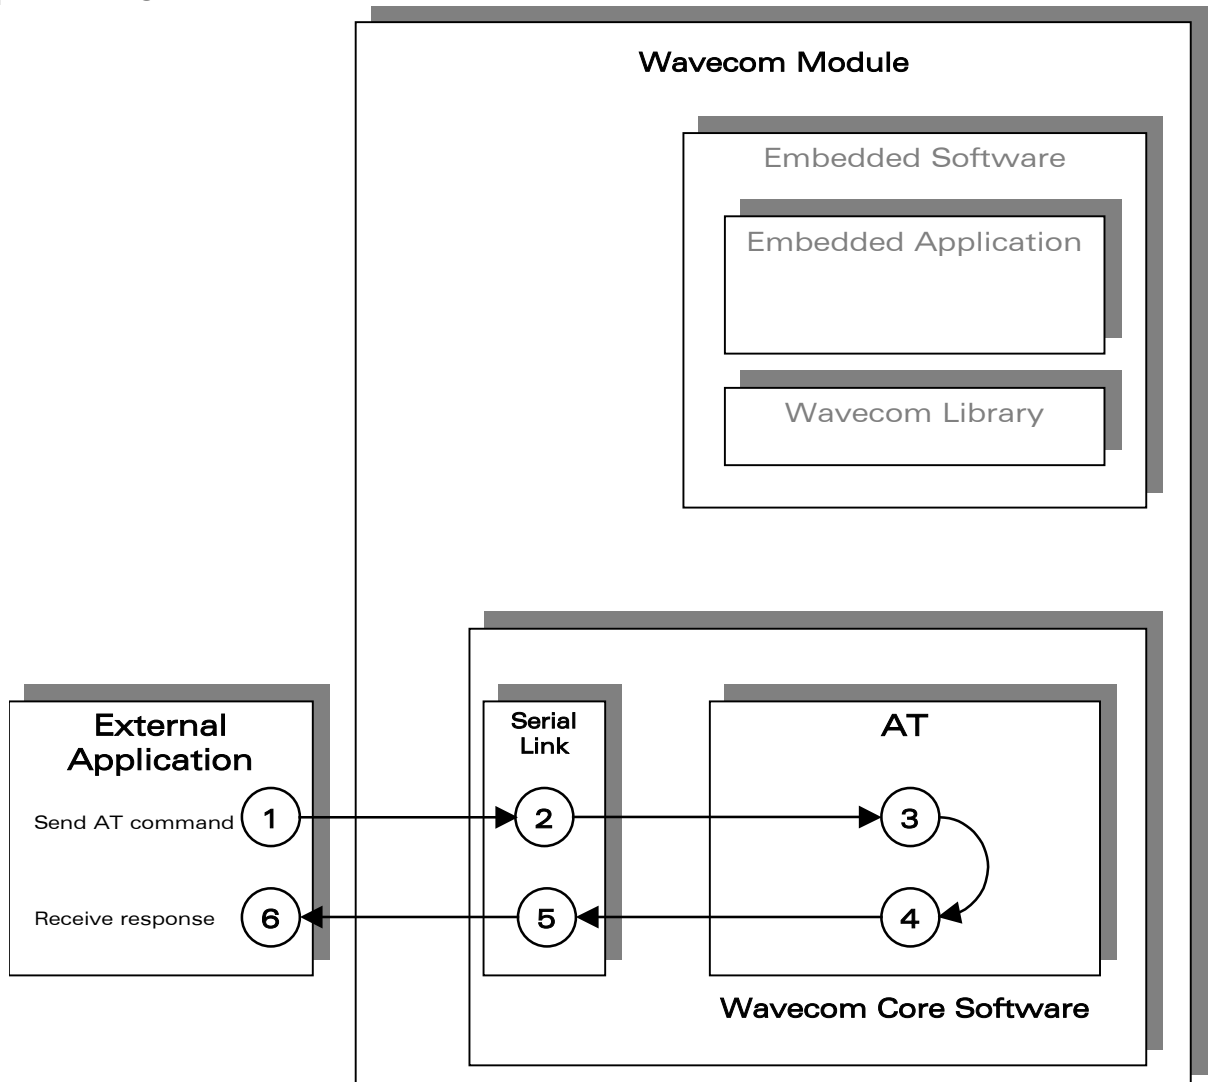 Wavecom Module
Embedded Software
Embedded Application
Wavecom Library
External
Application
Serial
Link
AT
Send AT command
1
2
3
Receive response
6
5
4
Wavecom Core Software